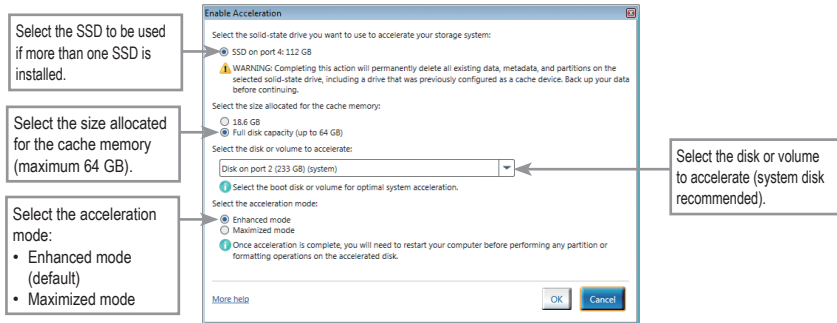 Select the SSD to be used
if more than one SSD is
installed.
Select the size allocated
for the cache memory
(maximum 64 GB).
Select the acceleration
mode:
• Enhanced mode
(default)
• Maximized mode
Enable Acceleration
Select the solid-state drive you want to use to accelerate your storage system:
SSD on port 4: 112 GB
WARNING: Completing this action will permanently delete all existing data, metadata, and partitions on the
selected solid-state drive, including a drive that was previously configured as a cache device. Back up your data
before continuing.
Select the size allocated for the cache memory:
18.6 GB
Full disk capacity (up to 64 GB)
Select the disk or volume to accelerate:
Disk on port 2 (233 GB) (system)
Select the boot disk or volume for optimal system acceleration.
Select the acceleration mode:
Enhanced mode
Maximized mode
Once acceleration is complete, you will need to restart your computer before performing any partition or
formatting operations on the accelerated disk.
More help
OK
Cancel
Select the disk or volume
to accelerate (system disk
recommended).